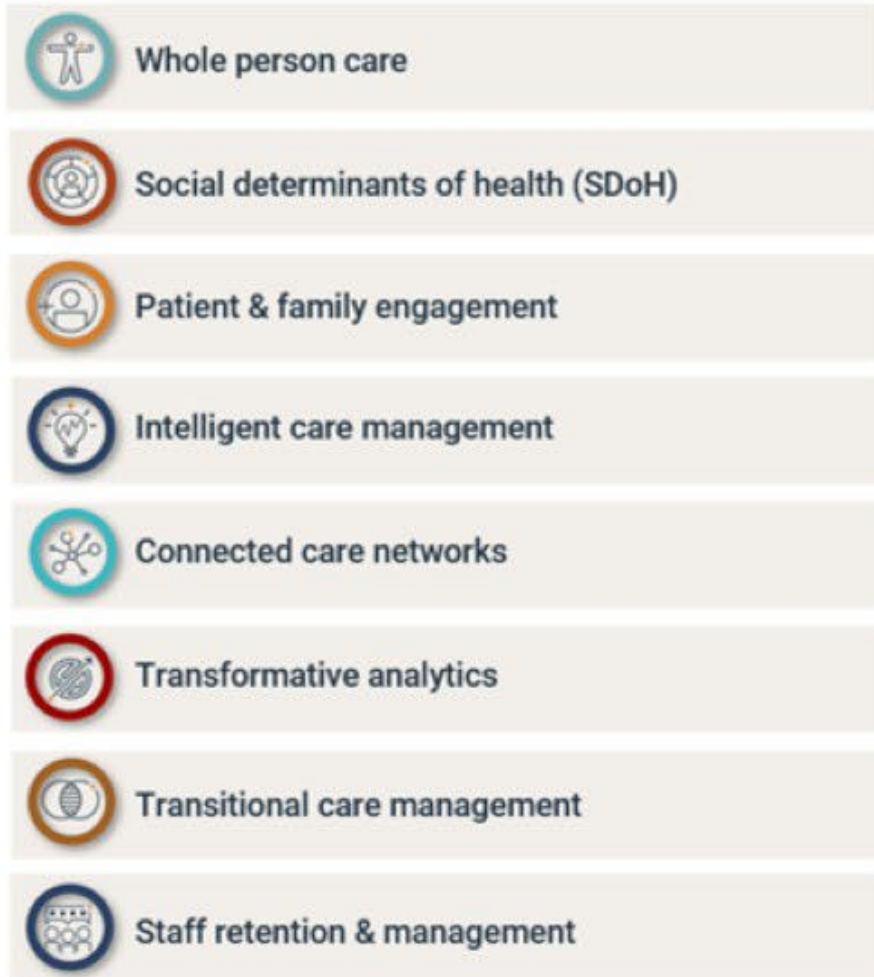 Whole person care
Social determinants of health (SDoH)
Patient & family engagement
Intelligent care management
Connected care networks
Transformative analytics
Transitional care management
Staff retention & management